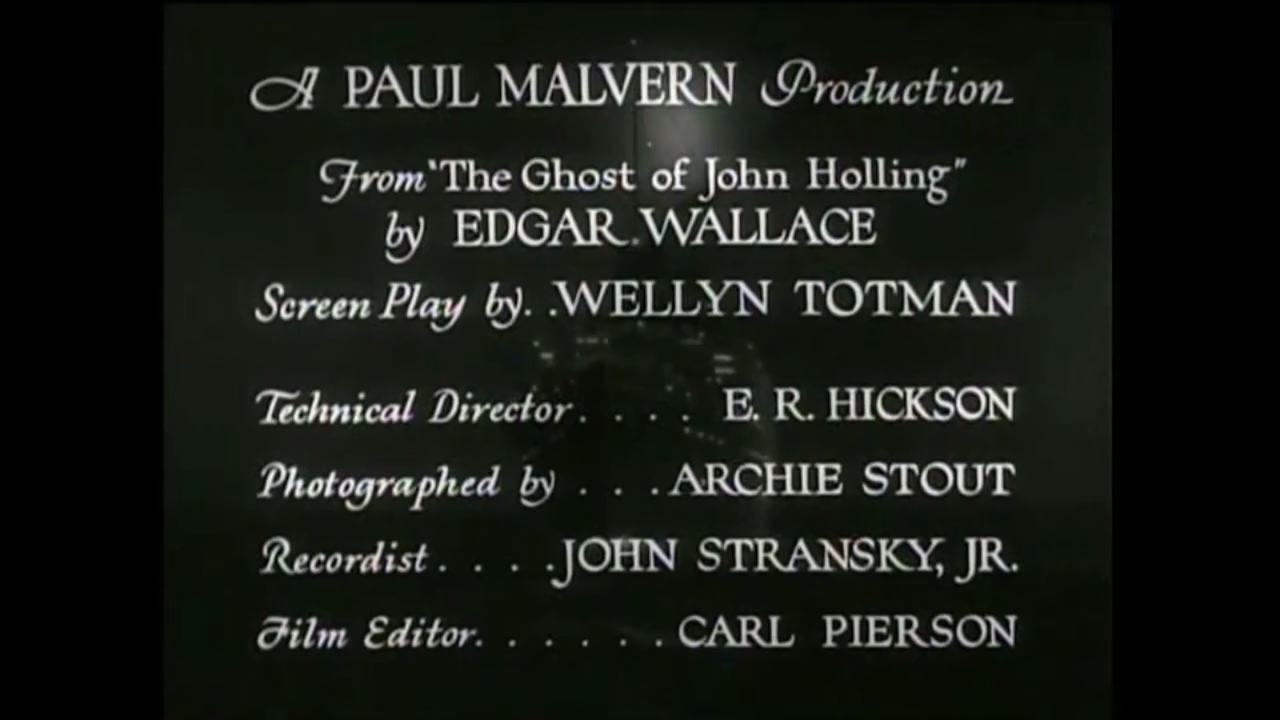 A PAUL MALVERN Production
From "The Ghost of John Holling"
by EDGAR WALLACE
Screen Play by. .WELLYN TOTMAN
Technical Director. . . . E. R. HICKSON
Photographed by . . .ARCHIE STOUT
Recordist . . . .JOHN STRANSKY, JR.
Film Editor. . . . . .CARL PIERSON